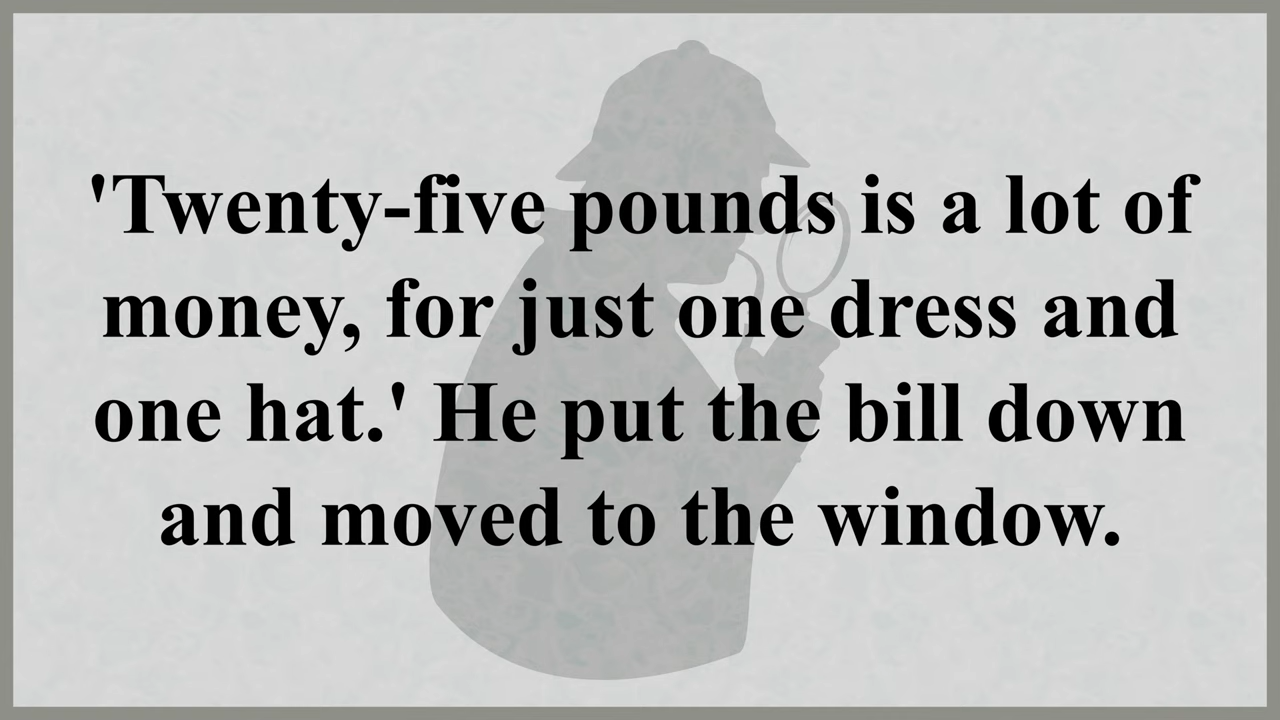 'Twenty-five pounds is a lot of
money, for just one dress and
one hat.' He put the bill down
and moved to the window.